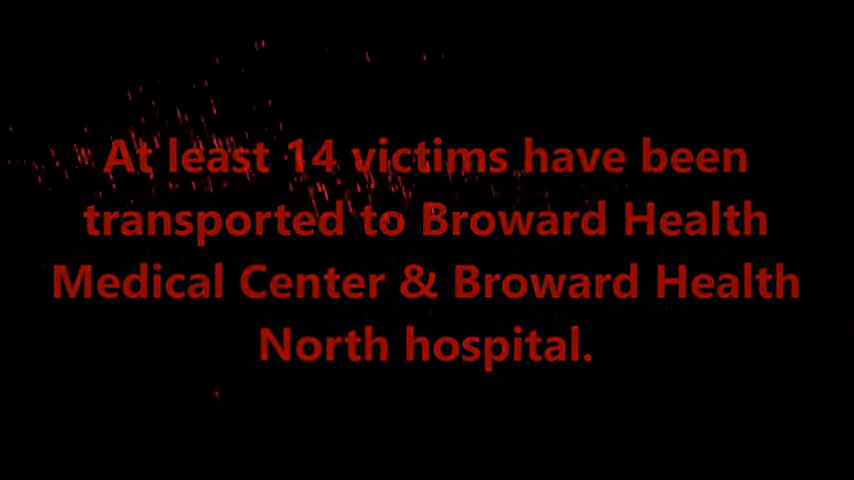 At least 14 victims have been
transported to Broward Health
Medical Center & Broward Health
North hospital.